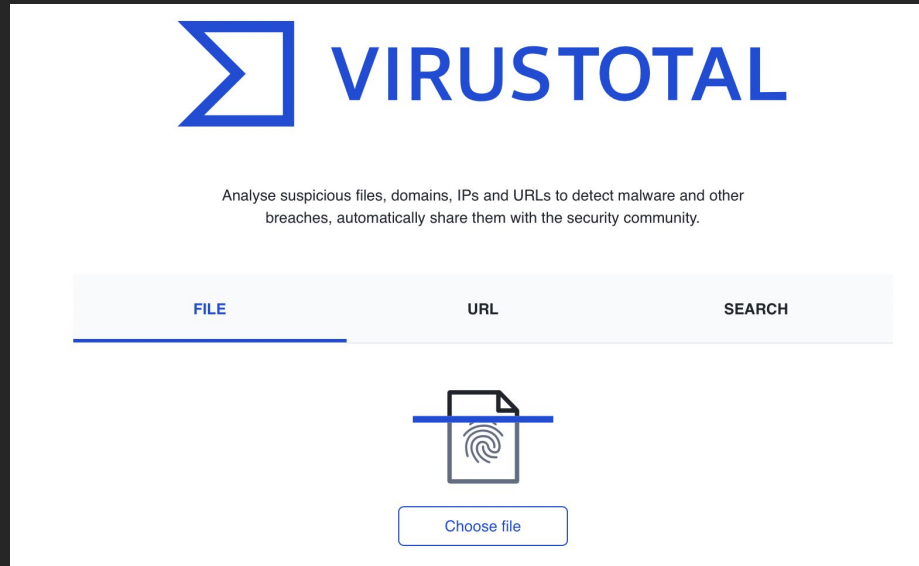 VIRUSTOTAL
Analyse suspicious files, domains, IPs and URLs to detect malware and other
breaches, automatically share them with the security community.
FILE
URL
SEARCH
Choose file